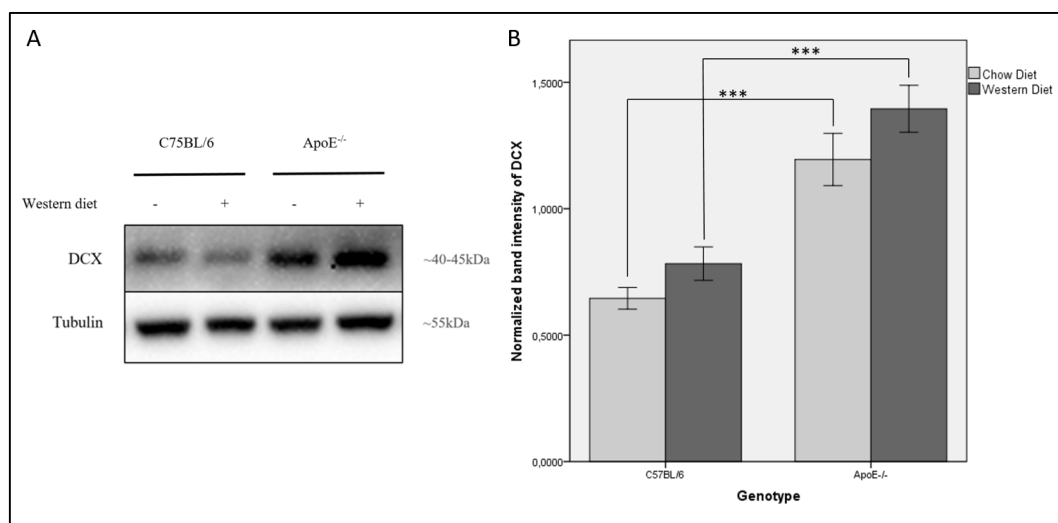 A
C75BL/6 ApoE-/-
Western diet - + - +
DCX ~40-45kDa
Tubulin ~55kDa
B
*** 
***
Chow Diet
Western Diet
Normalized band intensity of DCX
1,5000
1,0000
0,5000
0,0000
C57BL/6 ApoE-/-
Genotype